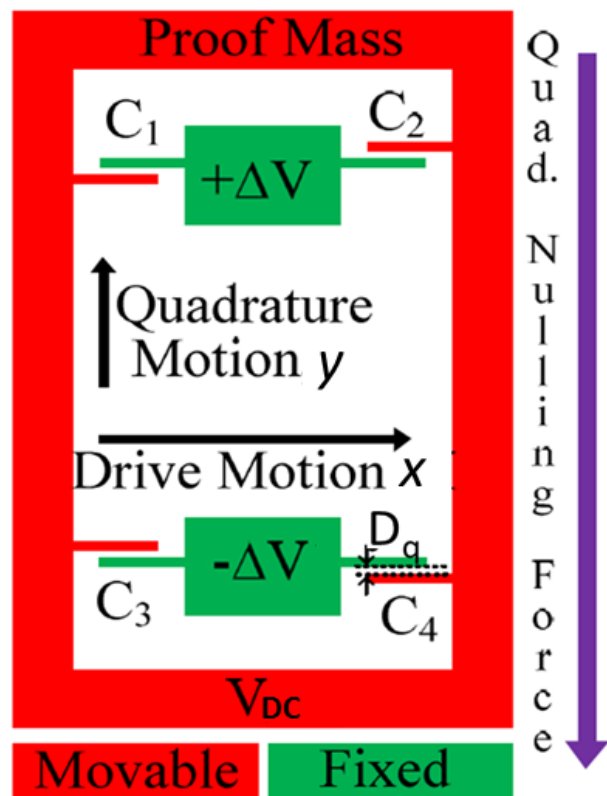 Proof Mass
C1
C2
+ΔV
Quadrature
Motion y
Drive Motion x
Dq
-ΔV
C3
C4
VDC
Movable
Fixed
Quad. Nulling Force